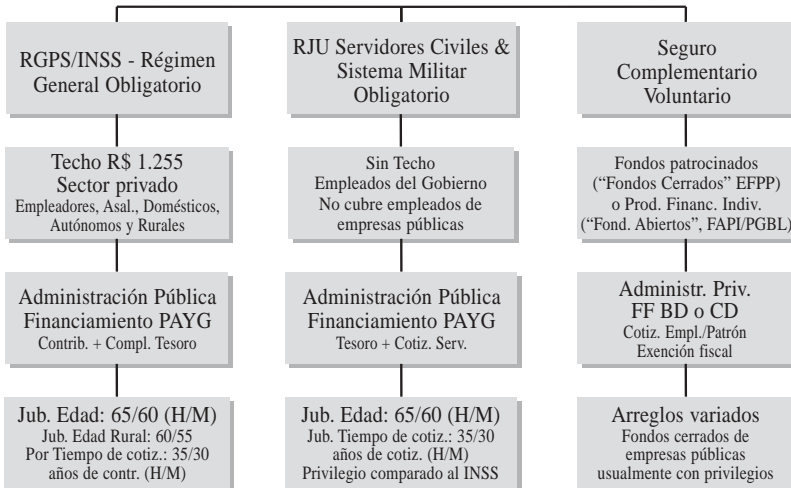 RGPS/INSS - Régimen
General Obligatorio
Techo R$ 1.255
Sector privado
Empleadores, Asal., Domésticos,
Autónomos y Rurales
Administración Pública
Financiamiento PAYG
Contrib. + Compl. Tesoro
Jub. Edad: 65/60 (H/M)
Jub. Edad Rural: 60/55
Por Tiempo de cotiz.: 35/30
años de contr. (H/M)
RJU Servidores Civiles &
Sistema Militar
Obligatorio
Sin Techo
Empleados del Gobierno
No cubre empleados de
empresas públicas
Administración Pública
Financiamiento PAYG
Tesoro + Cotiz. Serv.
Jub. Edad: 65/60 (H/M)
Jub. Tiempo de cotiz.: 35/30
años de cotiz. (H/M)
Privilegio comparado al INSS
Seguro
Complementario
Voluntario
Fondos patrocinados
(“Fondos Cerrados” EFPP)
o Prod. Financ. Indiv.
(“Fond. Abiertos”, FAPI/PGBL)
Administr. Priv.
FF BD o CD
Cotiz. Empl./Patrón
Exención fiscal
Arreglos variados
Fondos cerrados de
empresas públicas
usualmente con privilegios